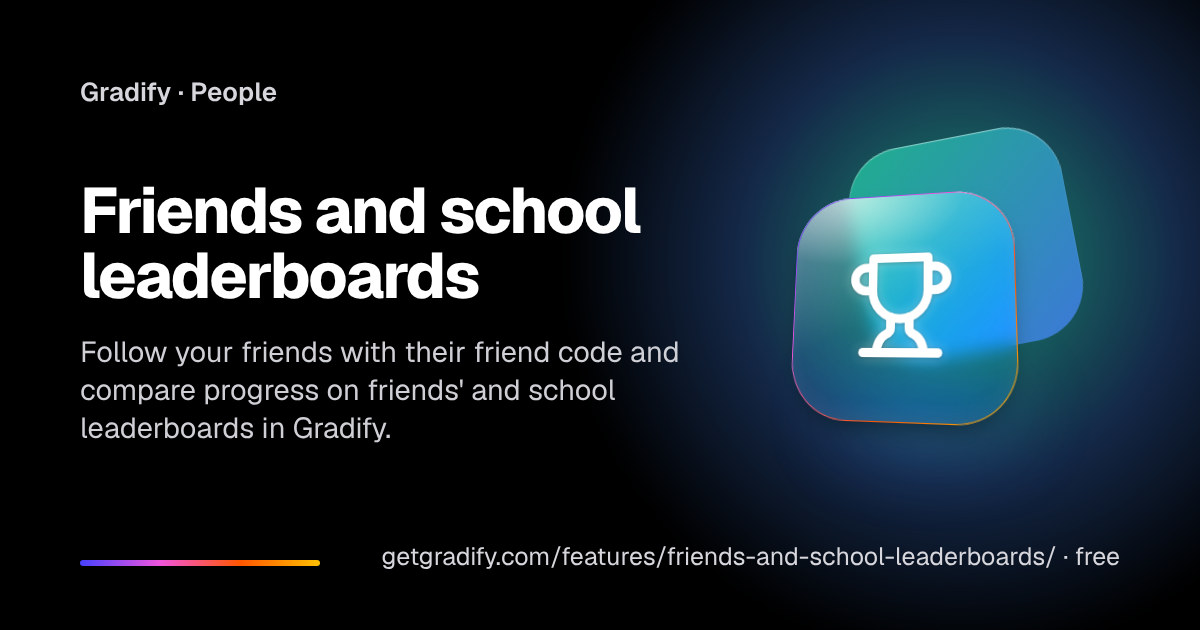 Gradify · People
Friends and school
leaderboards
Follow your friends with their friend code and
compare progress on friends' and school
leaderboards in Gradify.
getgradify.com/features/friends-and-school-leaderboards/ · free